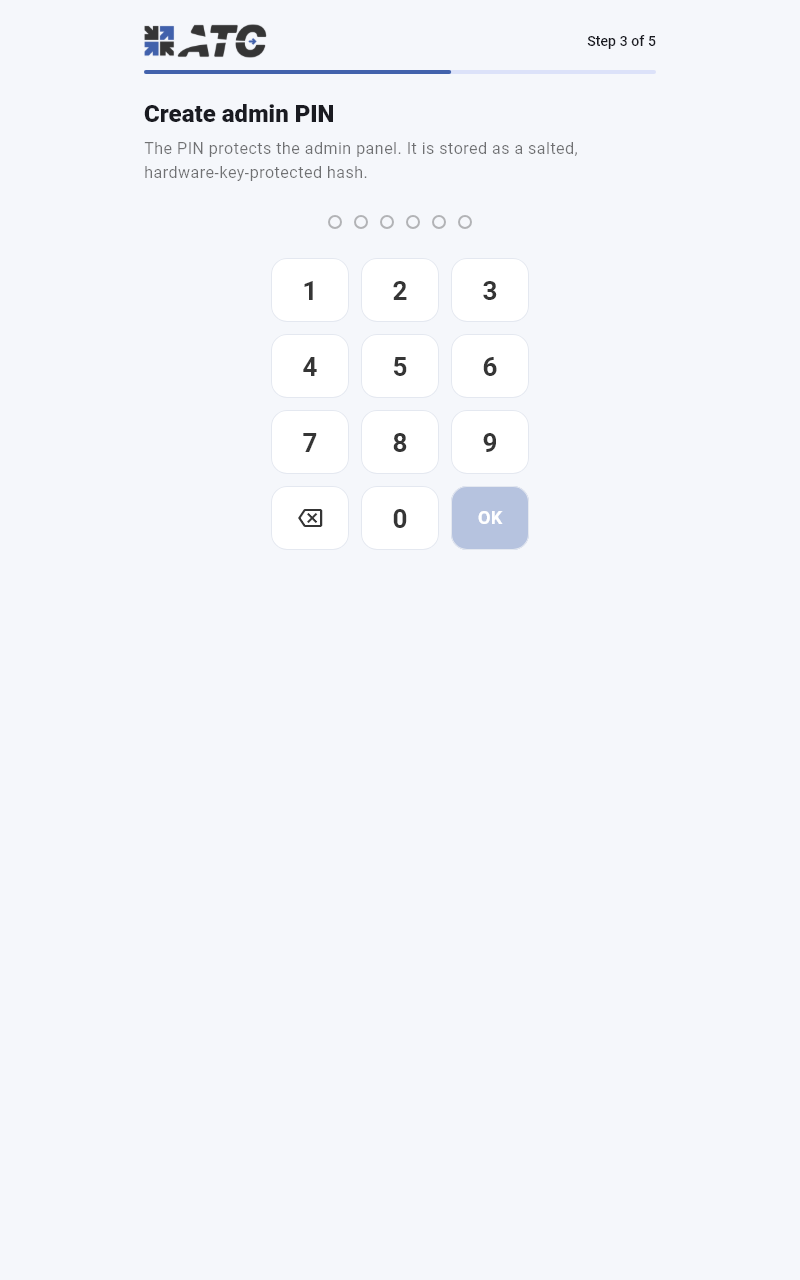 ATC
Step 3 of 5
Create admin PIN
The PIN protects the admin panel. It is stored as a salted,
hardware-key-protected hash.
1 2 3
4 5 6
7 8 9
0 OK